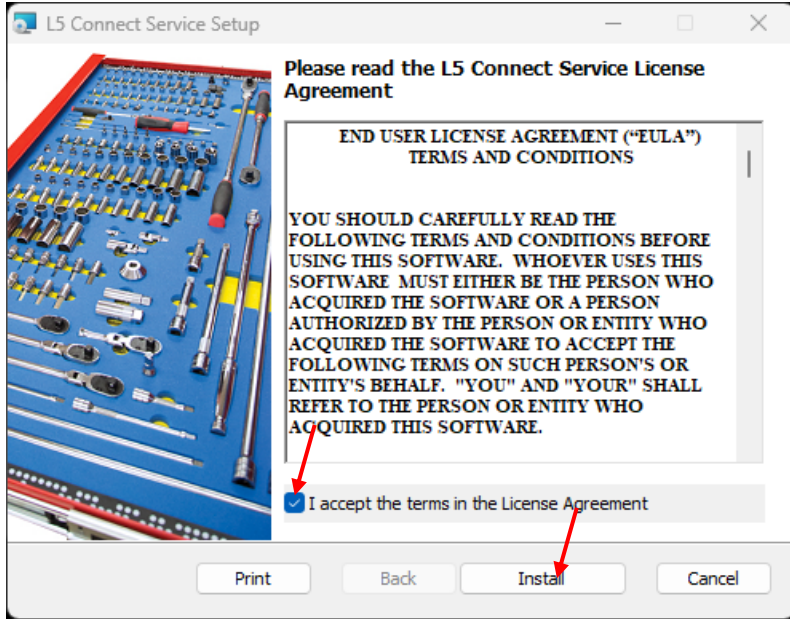 L5 Connect Service Setup
Please read the L5 Connect Service License
Agreement
END USER LICENSE AGREEMENT (“EULA”)
TERMS AND CONDITIONS
YOU SHOULD CAREFULLY READ THE
FOLLOWING TERMS AND CONDITIONS BEFORE
USING THIS SOFTWARE.  WHOEVER USES THIS
SOFTWARE  MUST EITHER BE THE PERSON WHO
ACQUIRED THE SOFTWARE OR A PERSON
AUTHORIZED BY THE PERSON OR ENTITY WHO
ACQUIRED THE SOFTWARE TO ACCEPT THE
FOLLOWING TERMS ON SUCH PERSON'S OR
ENTITY'S BEHALF.  "YOU" AND "YOUR" SHALL
REFER TO THE PERSON OR ENTITY WHO
ACQUIRED THIS SOFTWARE.
I accept the terms in the License Agreement
Print Back Install Cancel